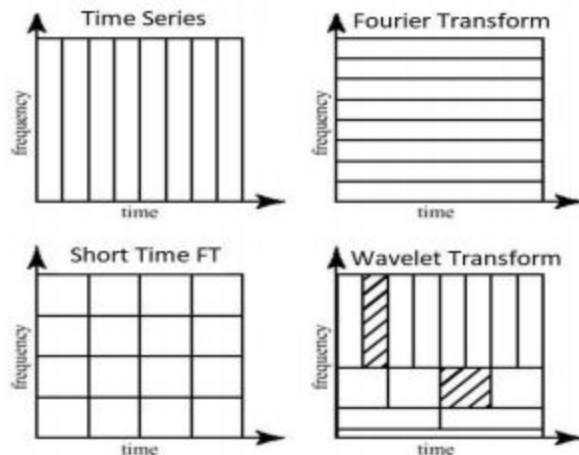 Time Series
frequency
time
Fourier Transform
frequency
time
Short Time FT
frequency
time
Wavelet Transform
frequency
time